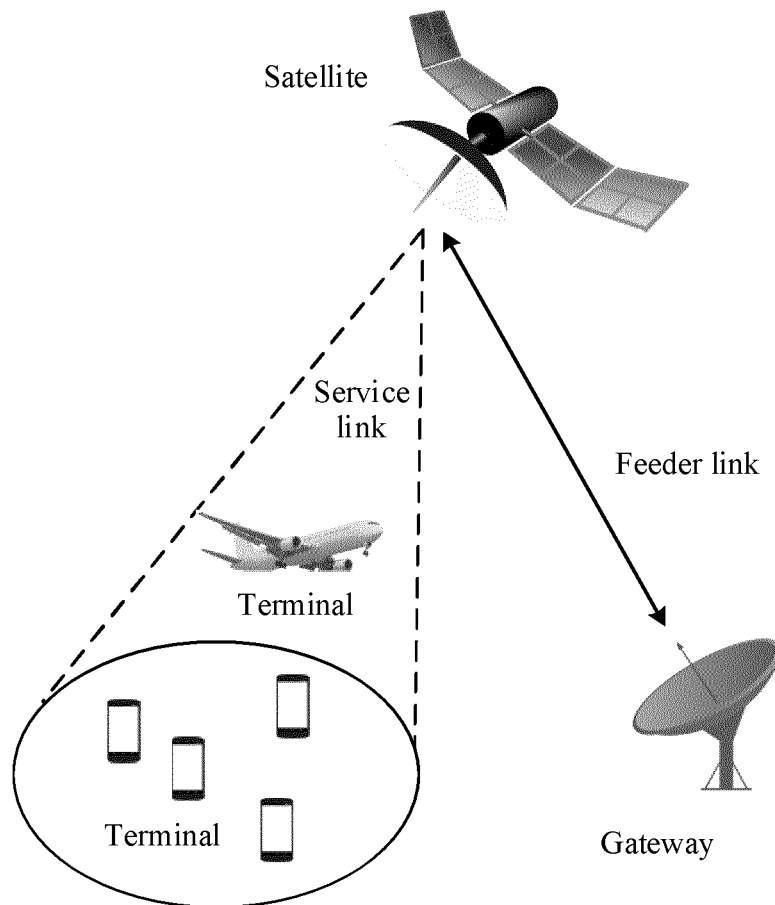 Satellite
Service
link
Feeder link
Terminal
Terminal
Gateway